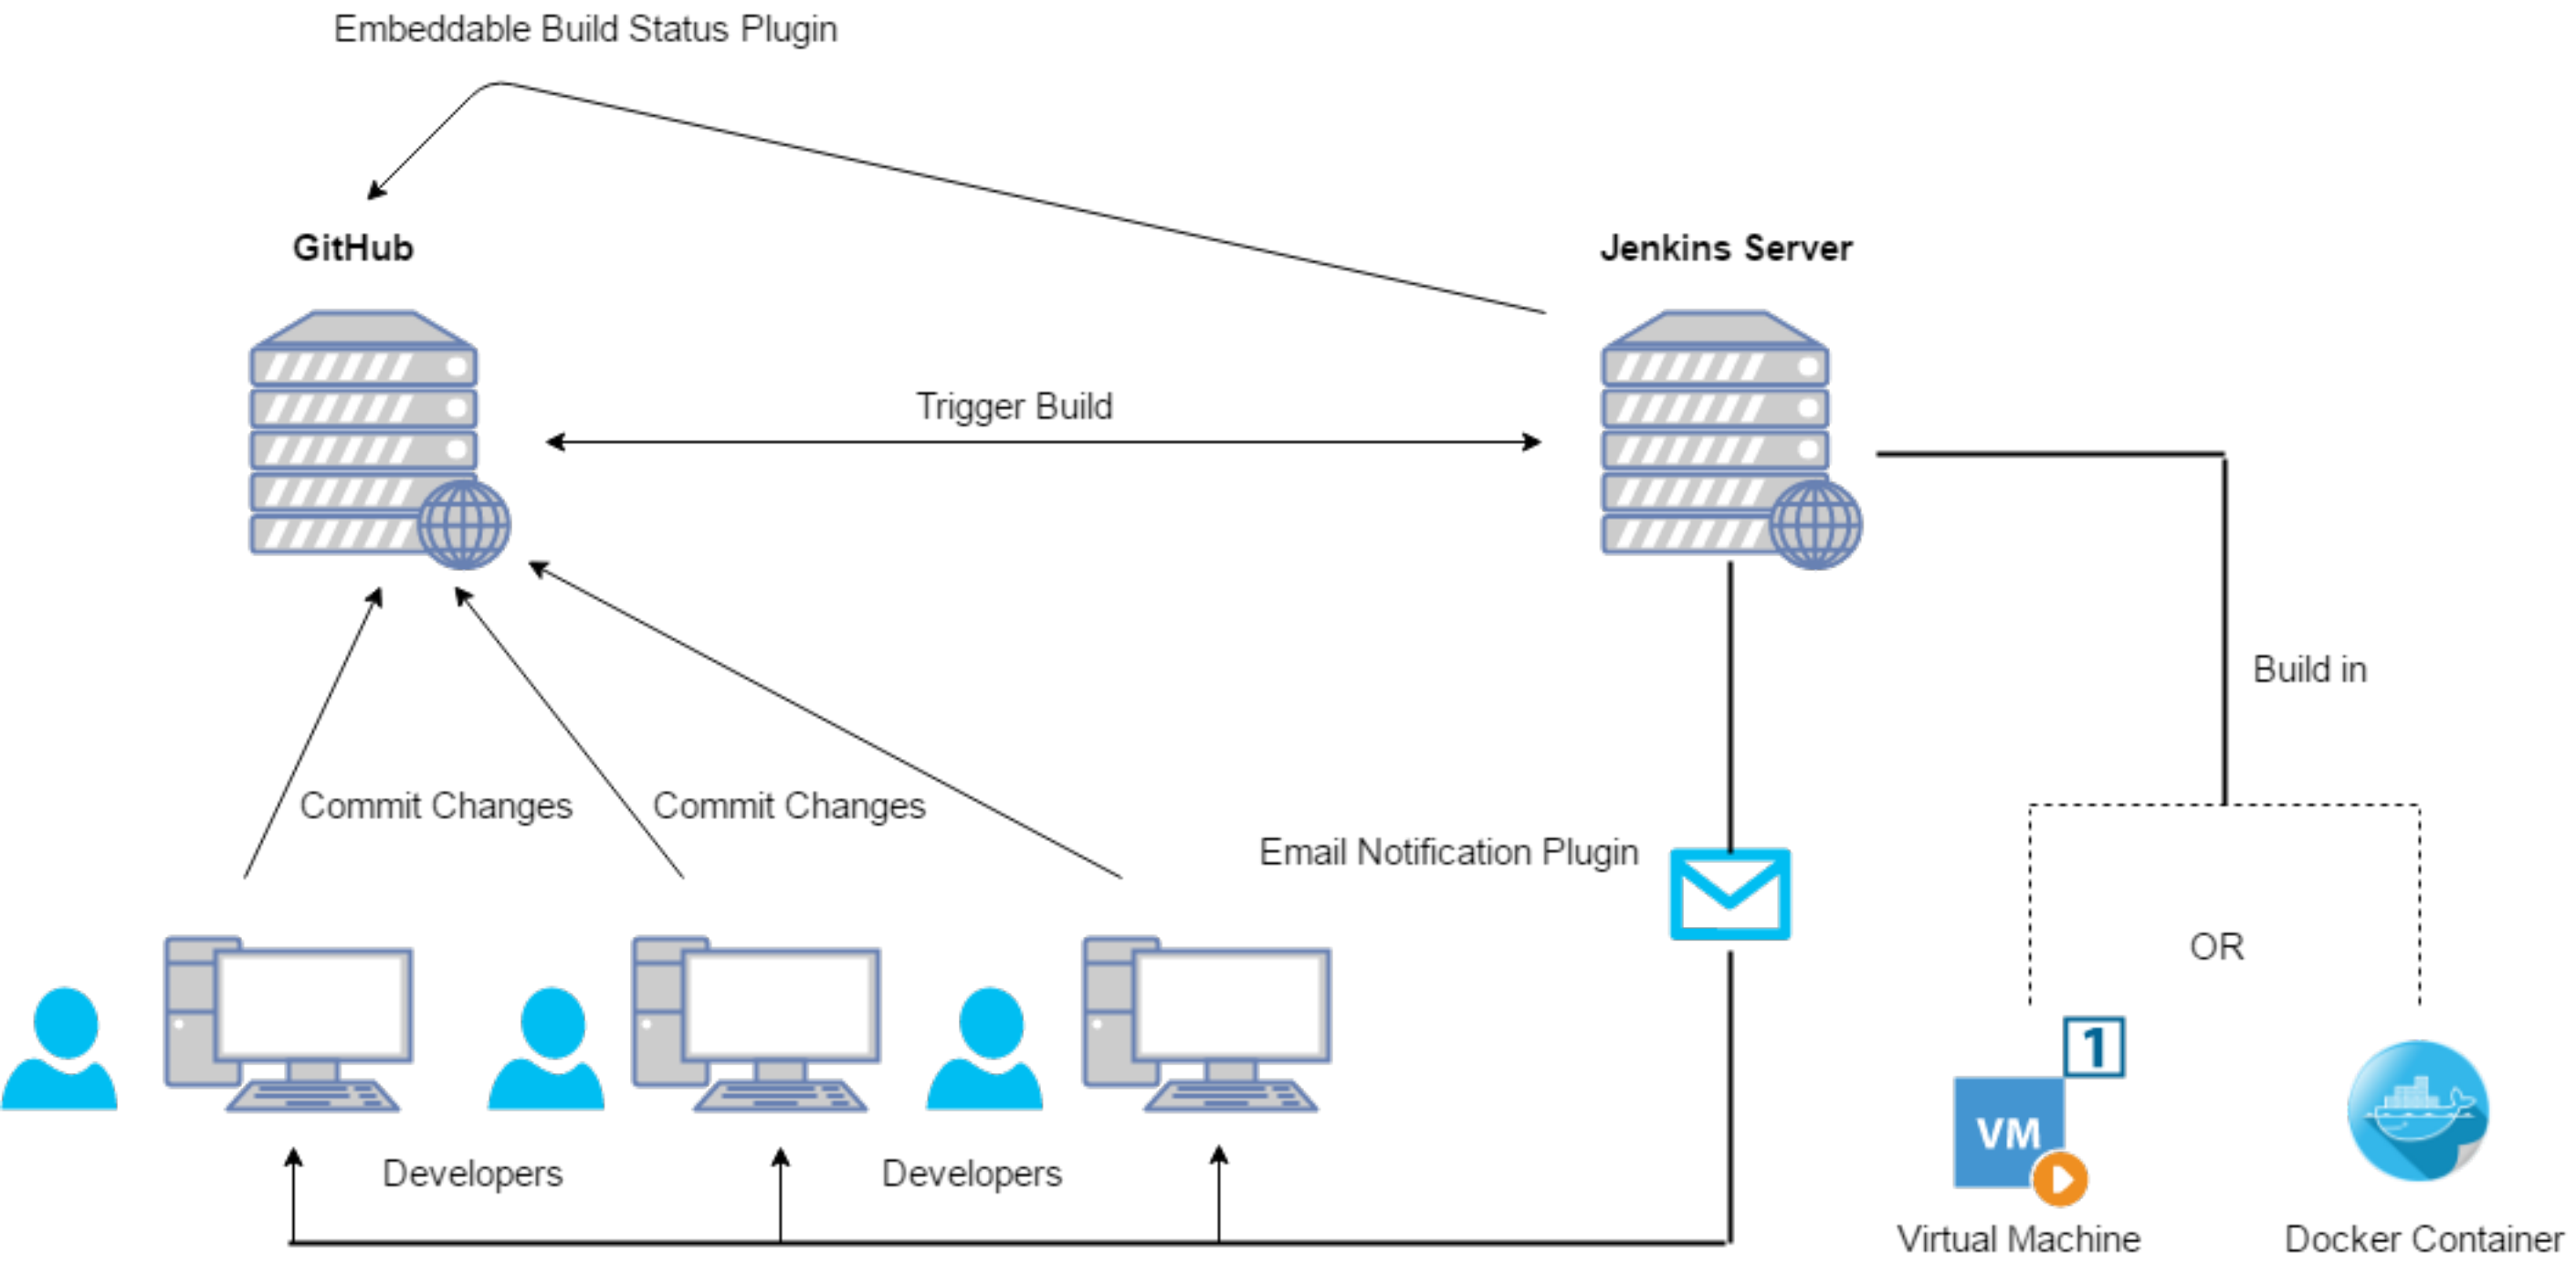 Embeddable Build Status Plugin
GitHub
Jenkins Server
Trigger Build
Build in
Commit Changes
Commit Changes
Email Notification Plugin
OR
1
VM
Developers
Developers
Virtual Machine
Docker Container